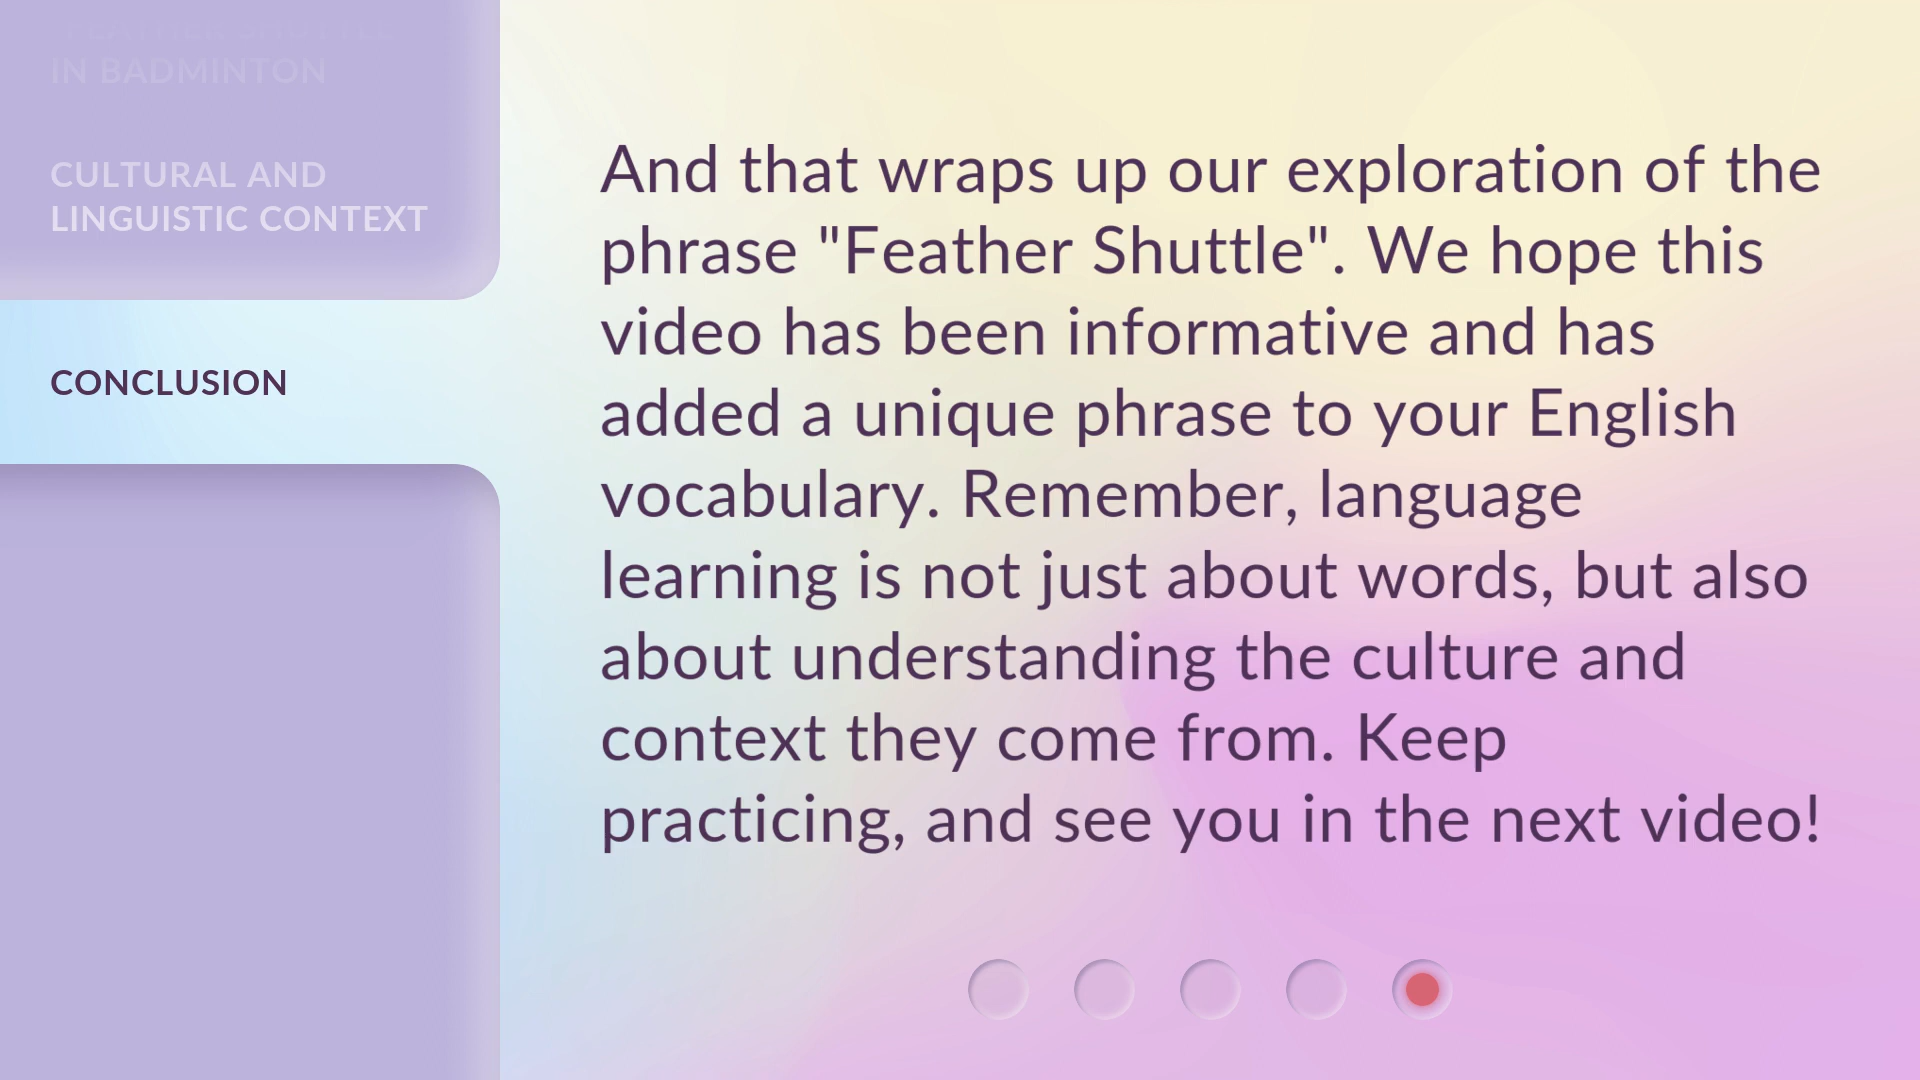 "FEATHER SHUTTLE"
IN BADMINTON
CULTURAL AND
LINGUISTIC CONTEXT
CONCLUSION
And that wraps up our exploration of the
phrase "Feather Shuttle". We hope this
video has been informative and has
added a unique phrase to your English
vocabulary. Remember, language
learning is not just about words, but also
about understanding the culture and
context they come from. Keep
practicing, and see you in the next video!